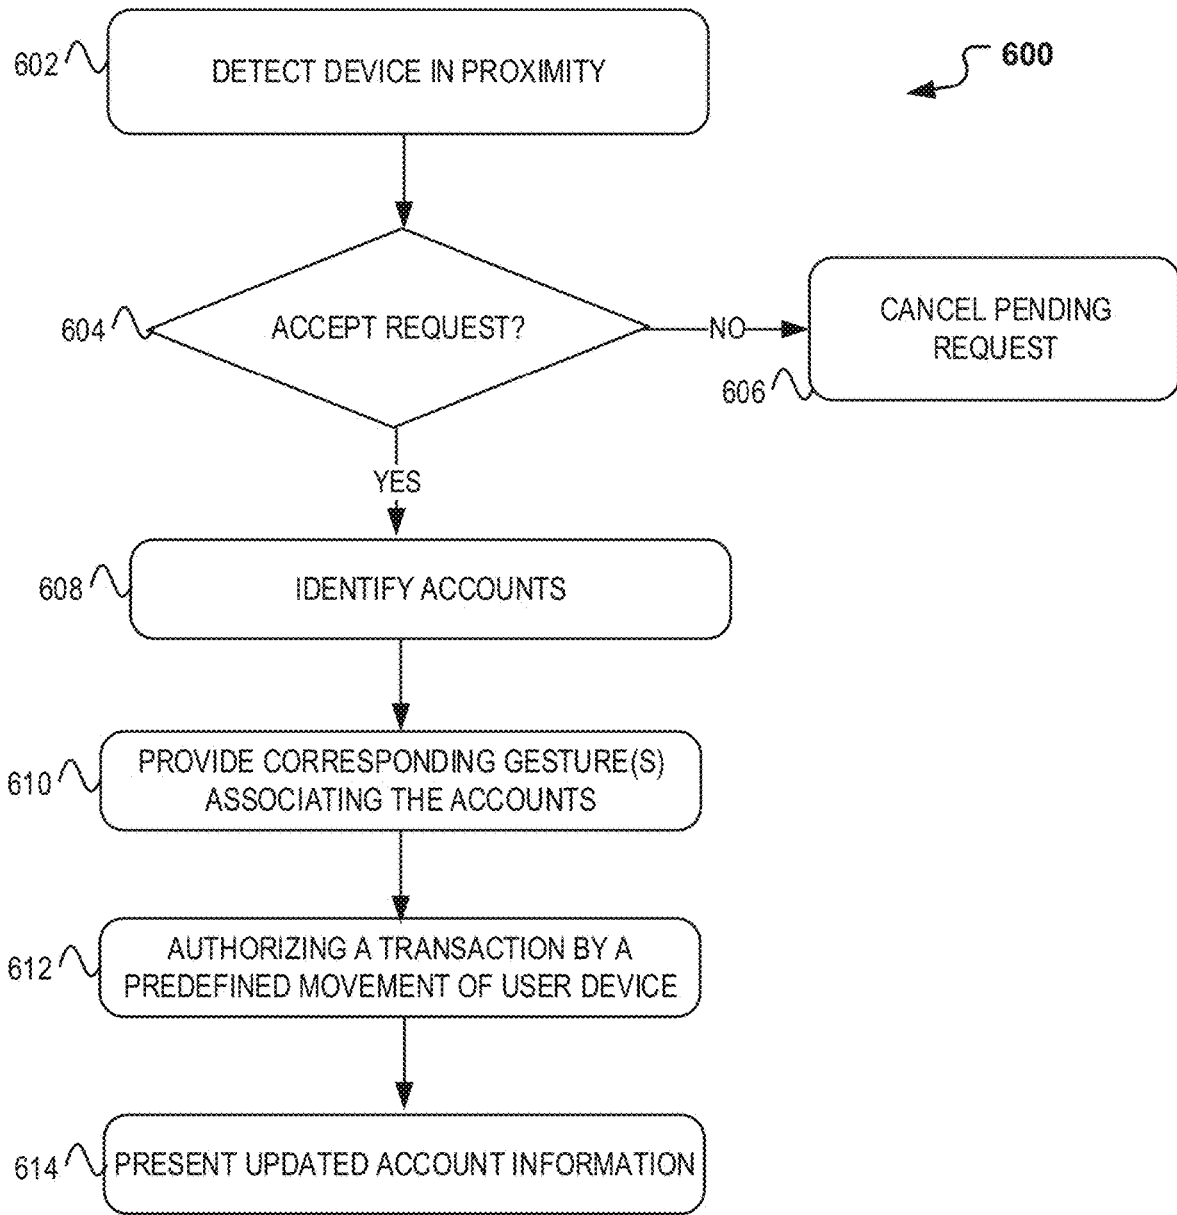 602
DETECT DEVICE IN PROXIMITY
600
604
ACCEPT REQUEST?
NO
CANCEL PENDING
REQUEST
606
YES
608
IDENTIFY ACCOUNTS
610
PROVIDE CORRESPONDING GESTURE(S)
ASSOCIATING THE ACCOUNTS
612
AUTHORIZING A TRANSACTION BY A
PREDEFINED MOVEMENT OF USER DEVICE
614
PRESENT UPDATED ACCOUNT INFORMATION